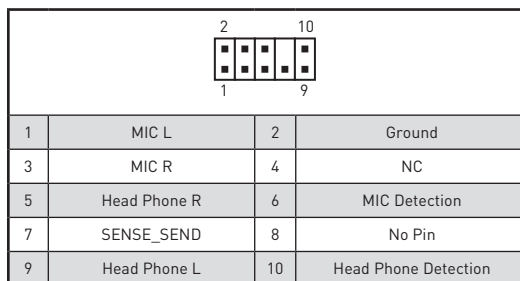 2 10
1 9
1 MIC L 2 Ground
3 MIC R 4 NC
5 Head Phone R 6 MIC Detection
7 SENSE_SEND 8 No Pin
9 Head Phone L 10 Head Phone Detection